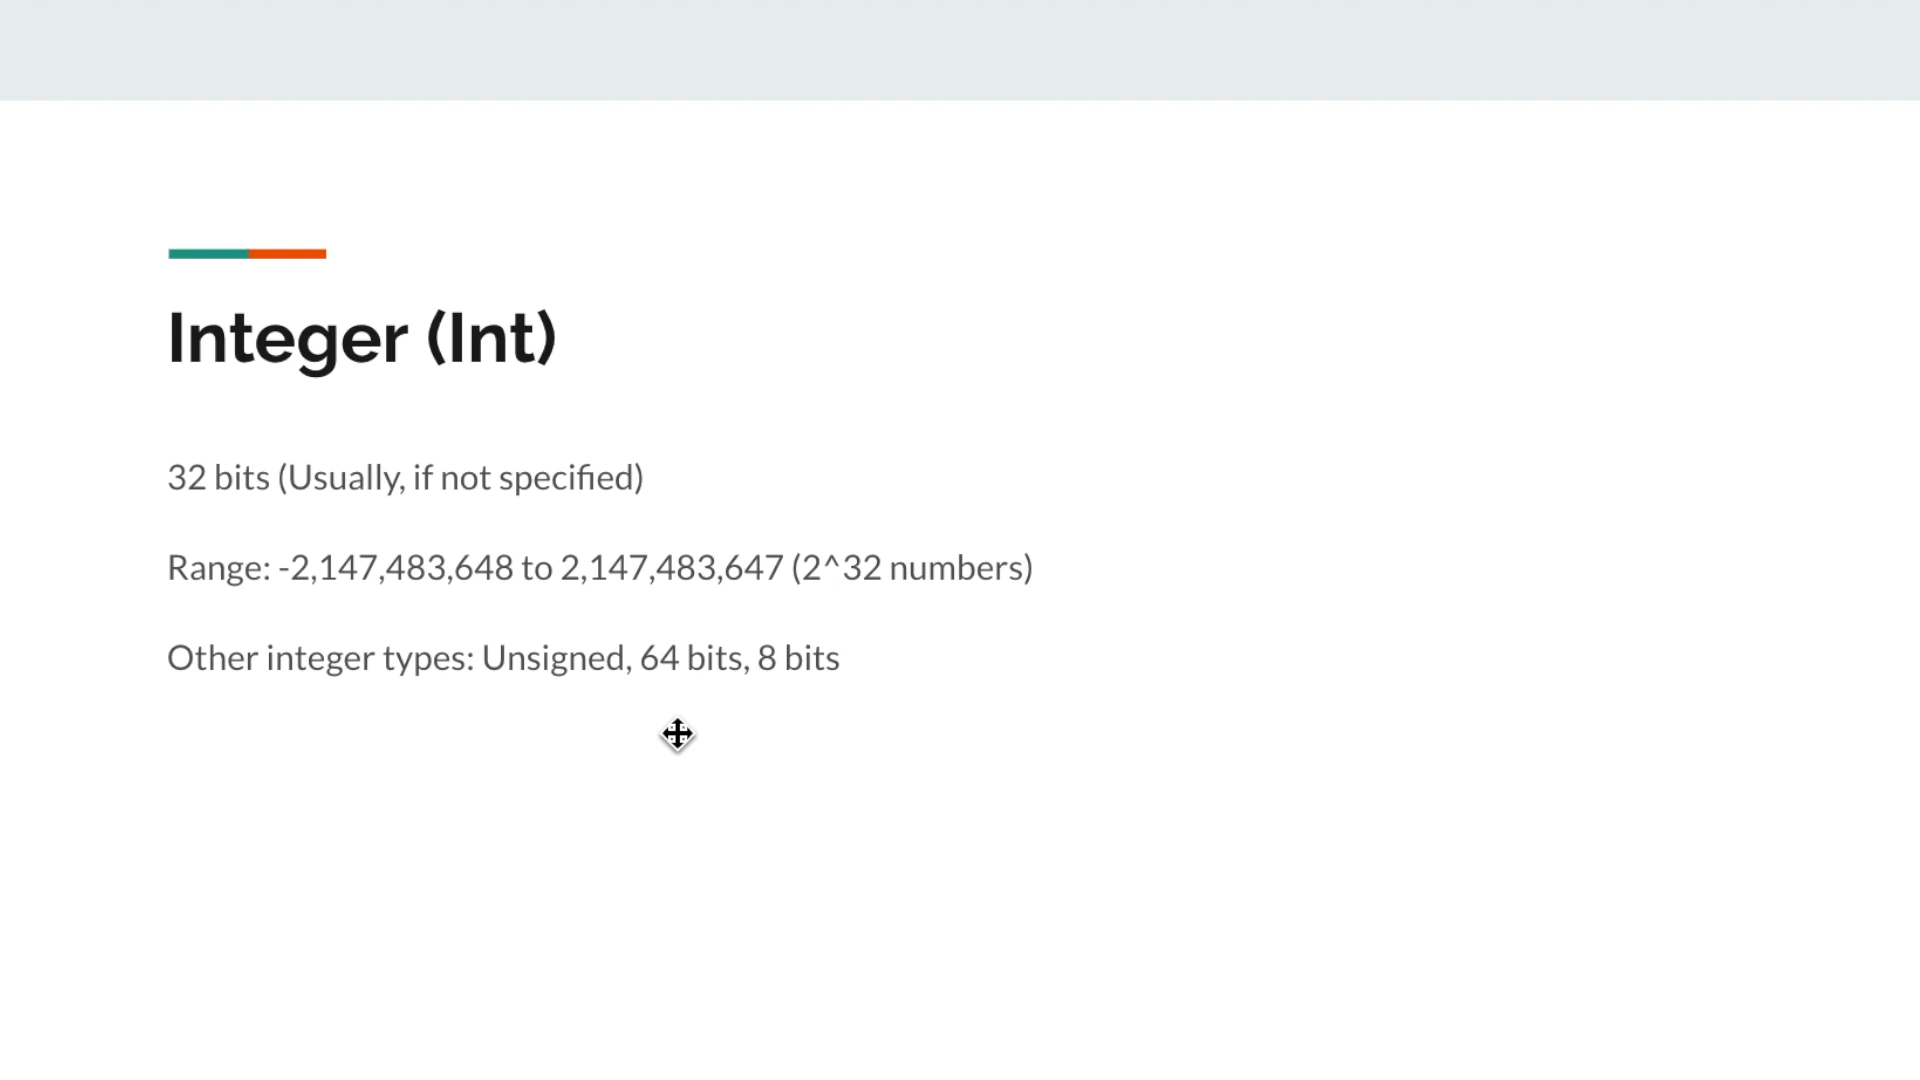 Integer (Int)
32 bits (Usually, if not specified)
Range: -2,147,483,648 to 2,147,483,647 (2^32 numbers)
Other integer types: Unsigned, 64 bits, 8 bits